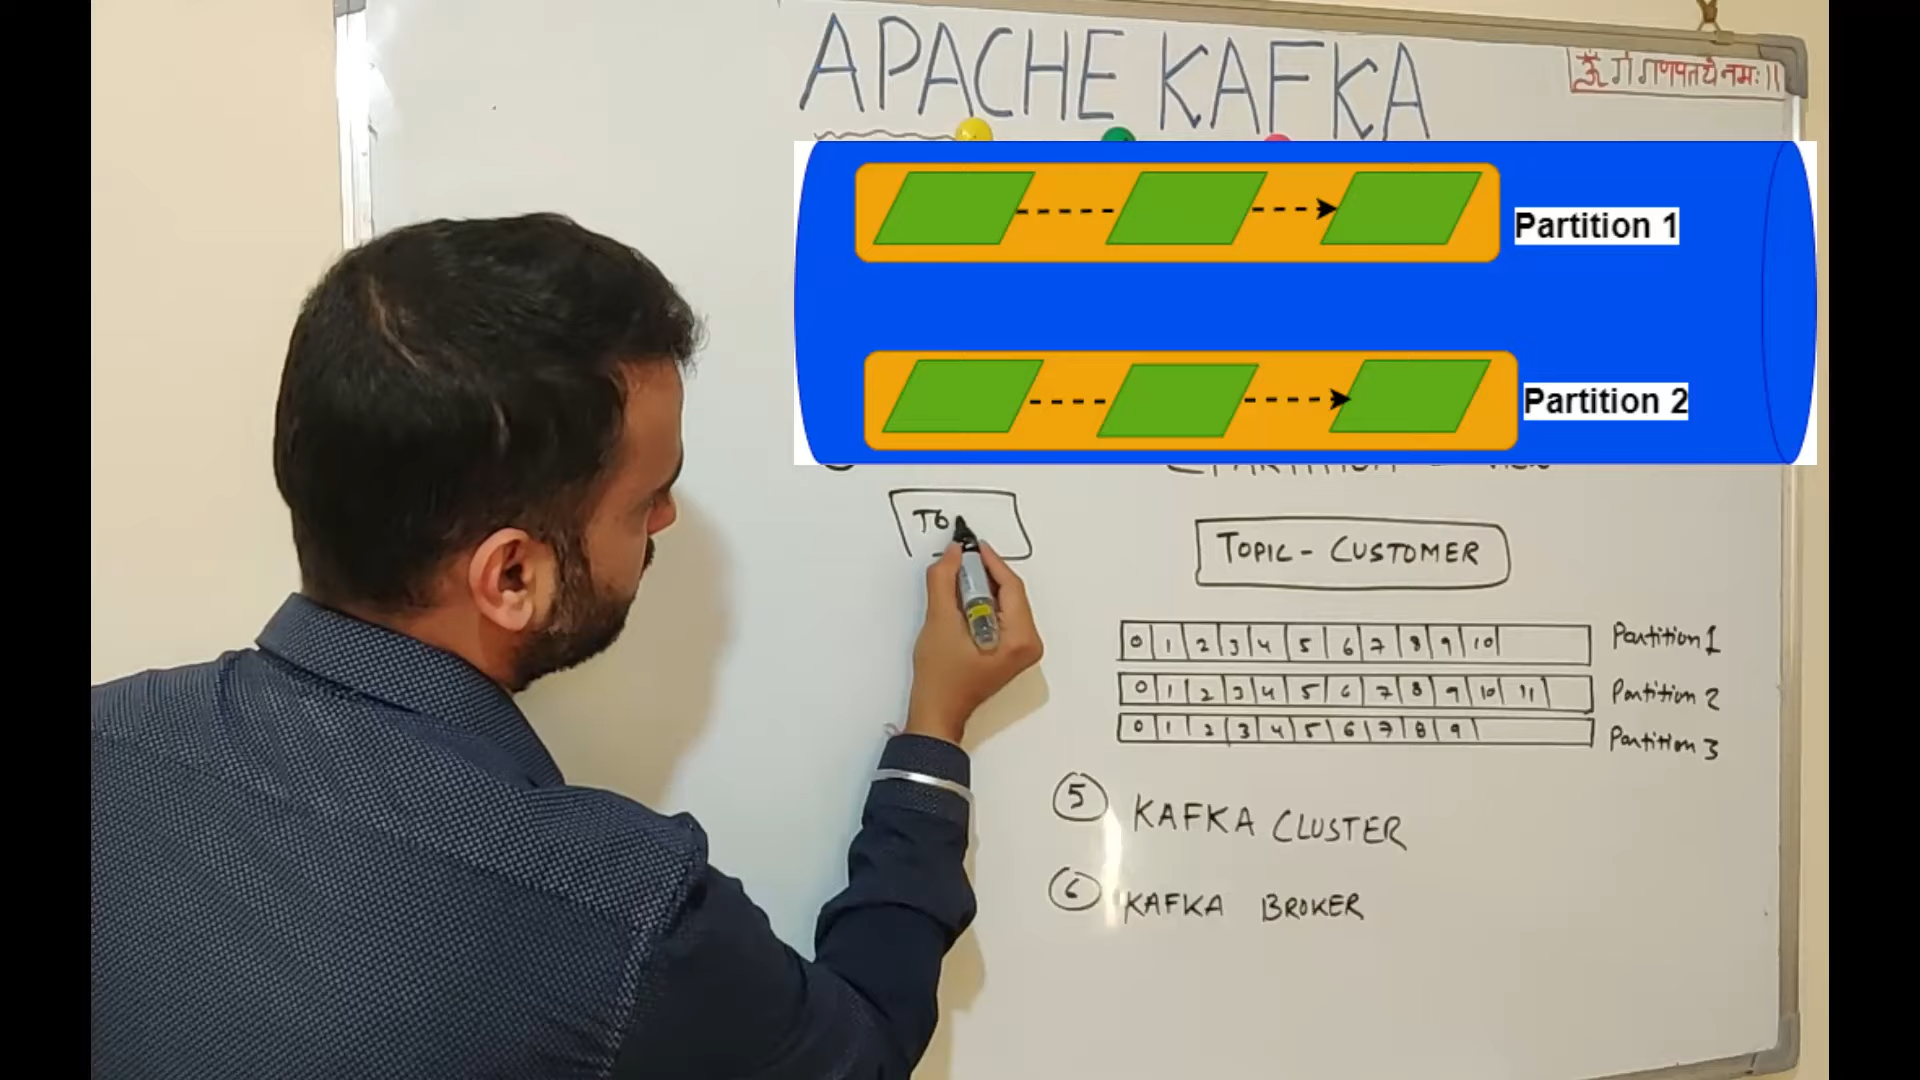 APACHE KAFKA
ॐ गं गणपतये नमः॥
Partition 1
Partition 2
TO
TOPIC - CUSTOMER
0 1 2 3 4 5 6 7 8 9 10
Partition 1
0 1 2 3 4 5 6 7 8 9 10 11
Partition 2
0 1 2 3 4 5 6 7 8 9
Partition 3
5 KAFKA CLUSTER
6 KAFKA BROKER